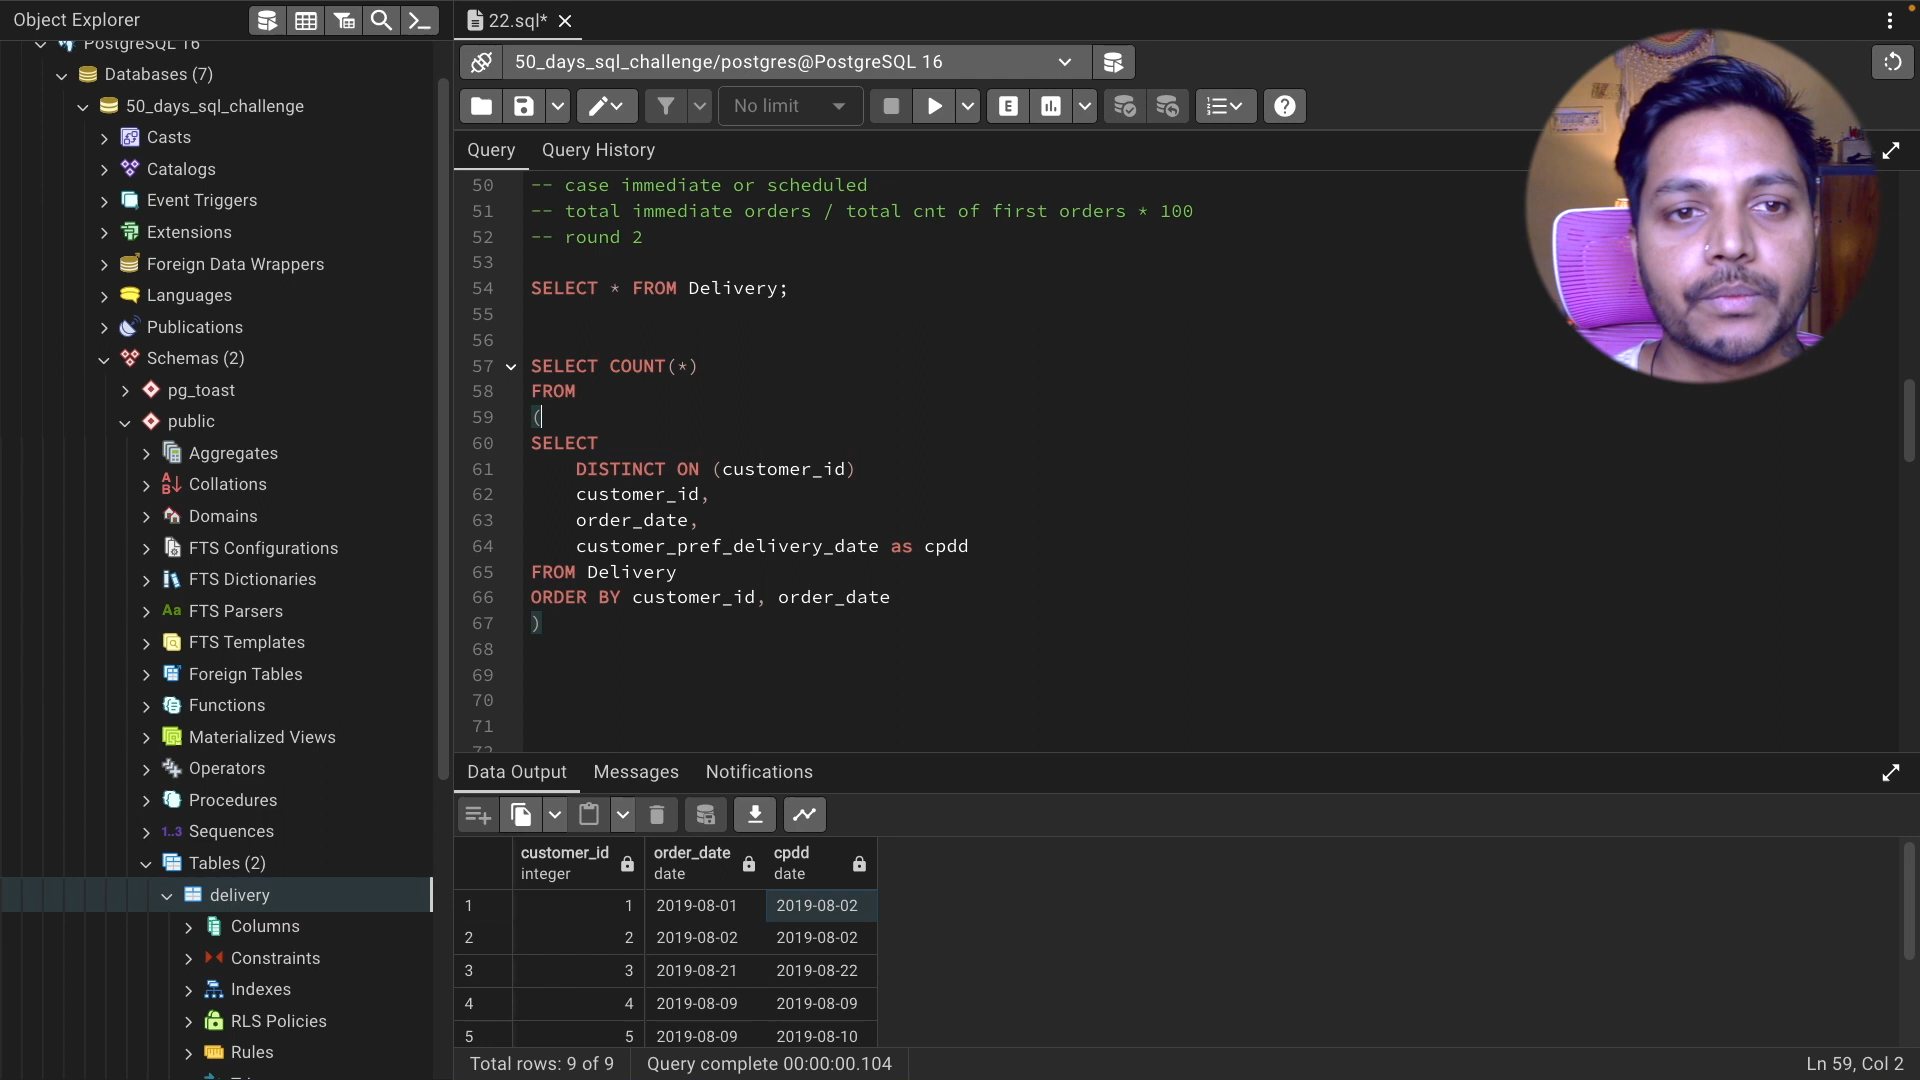 Object Explorer
22.sql*
PostgreSQL 16
50_days_sql_challenge/postgres@PostgreSQL 16
Databases (7)
50_days_sql_challenge
No limit
Casts
Catalogs
Event Triggers
Extensions
Foreign Data Wrappers
Languages
Publications
Schemas (2)
pg_toast
public
Aggregates
Collations
Domains
FTS Configurations
FTS Dictionaries
FTS Parsers
FTS Templates
Foreign Tables
Functions
Materialized Views
Operators
Procedures
1..3 Sequences
Tables (2)
delivery
Columns
Constraints
Indexes
RLS Policies
Rules
Query Query History
50 -- case immediate or scheduled
51 -- total immediate orders / total cnt of first orders * 100
52 -- round 2
53
54 SELECT * FROM Delivery;
55
56
57 SELECT COUNT(*)
58 FROM
59 (
60 SELECT
61 DISTINCT ON (customer_id)
62 customer_id,
63 order_date,
64 customer_pref_delivery_date as cpdd
65 FROM Delivery
66 ORDER BY customer_id, order_date
67 )
68
69
70
71
72
Data Output Messages Notifications
customer_id order_date cpdd
integer date date
1 1 2019-08-01 2019-08-02
2 2 2019-08-02 2019-08-02
3 3 2019-08-21 2019-08-22
4 4 2019-08-09 2019-08-09
5 5 2019-08-09 2019-08-10
Total rows: 9 of 9 Query complete 00:00:00.104 Ln 59, Col 2